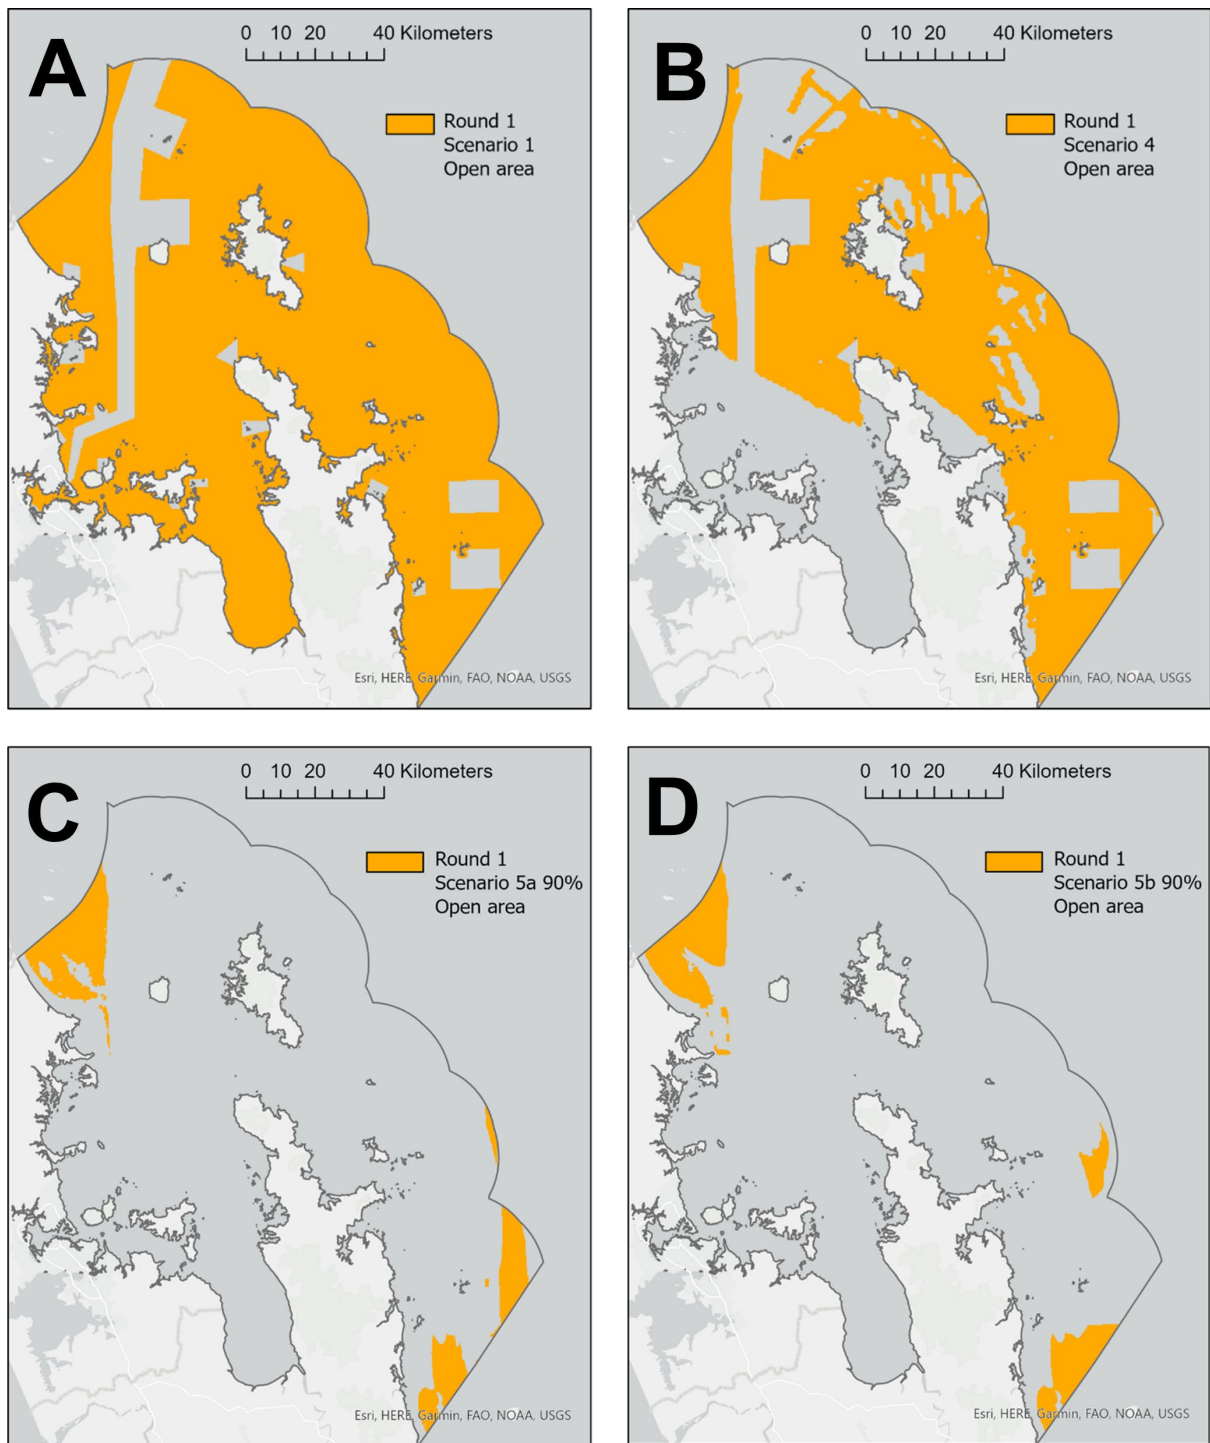 A
0 10 20 40 Kilometers
Round 1
Scenario 1
Open area
Esri, HERE, Garmin, FAO, NOAA, USGS
B
0 10 20 40 Kilometers
Round 1
Scenario 4
Open area
Esri, HERE, Garmin, FAO, NOAA, USGS
C
0 10 20 40 Kilometers
Round 1
Scenario 5a 90%
Open area
Esri, HERE, Garmin, FAO, NOAA, USGS
D
0 10 20 40 Kilometers
Round 1
Scenario 5b 90%
Open area
Esri, HERE, Garmin, FAO, NOAA, USGS